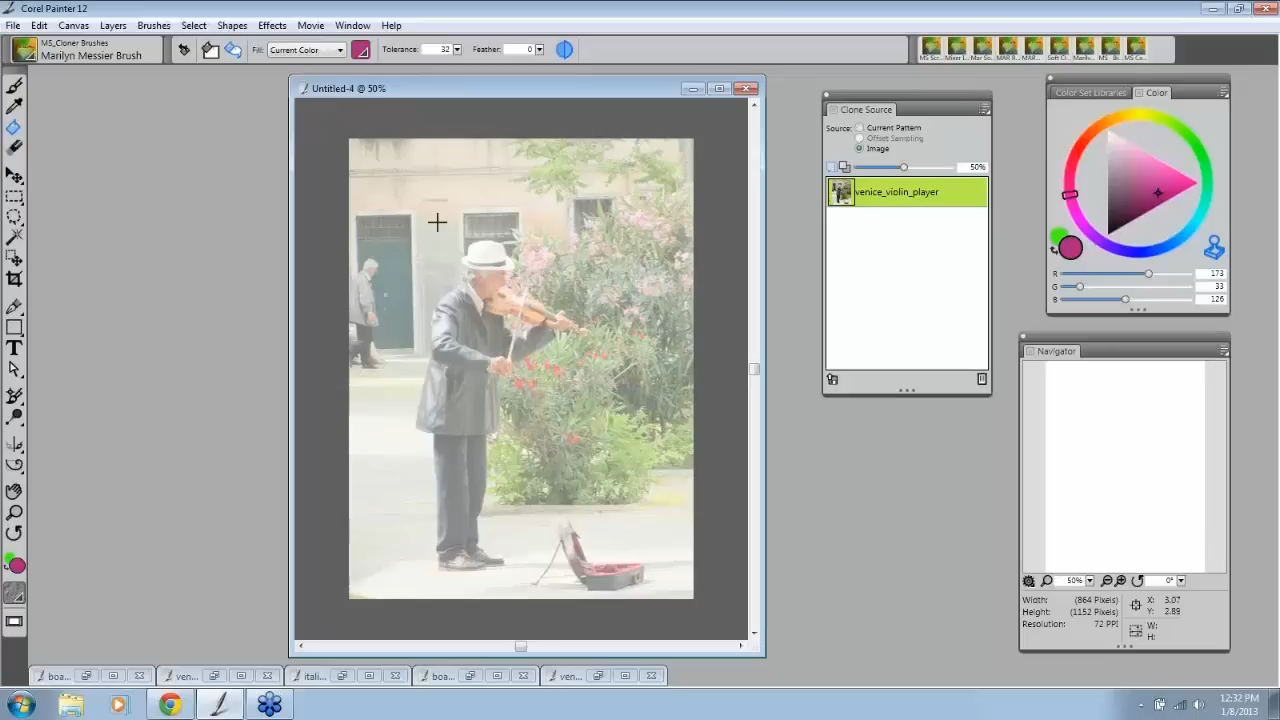 Corel Painter 12
File Edit Canvas Layers Brushes Select Shapes Effects Movie Window Help
MS_Cloner Brushes
Marilyn Messier Brush
Fill: Current Color Tolerance: 32 Feather: 0
Untitled-4 @ 50%
Clone Source
Source: Current Pattern
Offset Sampling
Image
50%
venice_violin_player
Color Set Libraries Color
R 173
G 33
B 126
Navigator
50% 0°
Width: (864 Pixels) X: 3.07
Height: (1152 Pixels) Y: 2.89
Resolution: 72 PPI W:
H:
boa... ven... itali... boa... ven...
12:32 PM
1/8/2013